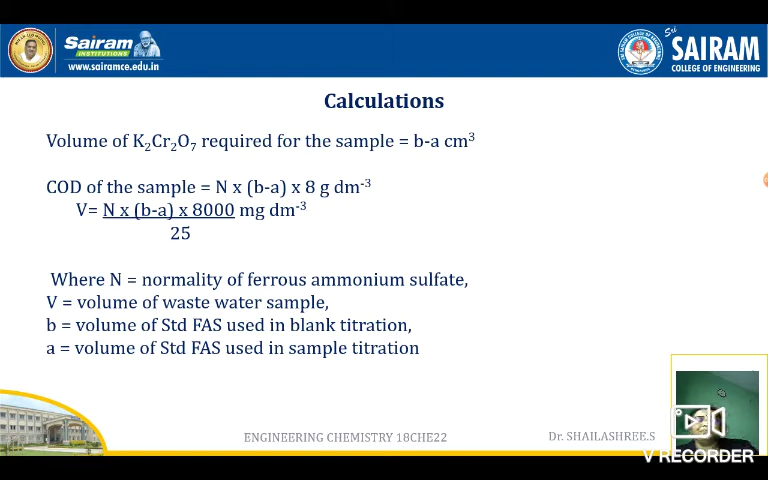 Sairam
INSTITUTIONS
www.sairamce.edu.in
Sri
SAIRAM
COLLEGE OF ENGINEERING
Calculations
Volume of K₂Cr₂O₇ required for the sample = b-a cm³
COD of the sample = N x (b-a) x 8 g dm⁻³
V= N x (b-a) x 8000 mg dm⁻³
25
Where N = normality of ferrous ammonium sulfate,
V = volume of waste water sample,
b = volume of Std FAS used in blank titration,
a = volume of Std FAS used in sample titration
ENGINEERING CHEMISTRY 18CHE22
Dr. SHAILASHREE.S
V RECORDER